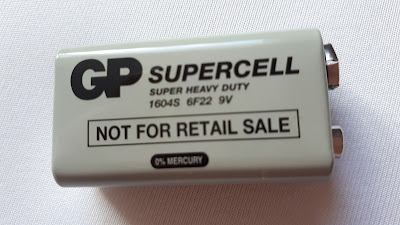 GP SUPERCELL
SUPER HEAVY DUTY
1604S 6F22 9V
NOT FOR RETAIL SALE
0% MERCURY